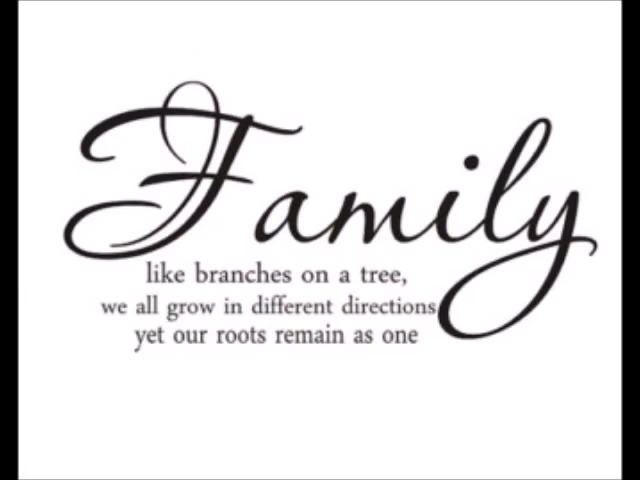 Family
like branches on a tree,
we all grow in different directions
yet our roots remain as one